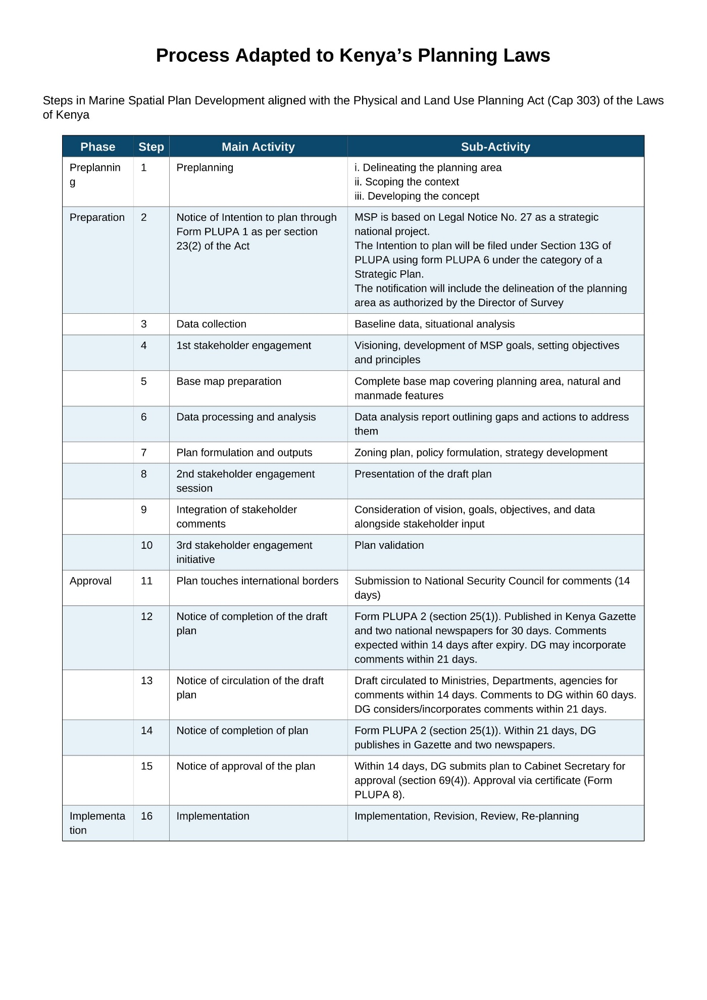 Process Adapted to Kenya’s Planning Laws
Steps in Marine Spatial Plan Development aligned with the Physical and Land Use Planning Act (Cap 303) of the Laws
of Kenya
Phase Step Main Activity Sub-Activity
Preplannin 1 Preplanning i. Delineating the planning area
g ii. Scoping the context
iii. Developing the concept
Preparation 2 Notice of Intention to plan through MSP is based on Legal Notice No. 27 as a strategic
Form PLUPA 1 as per section national project.
23(2) of the Act The Intention to plan will be filed under Section 13G of
PLUPA using form PLUPA 6 under the category of a
Strategic Plan.
The notification will include the delineation of the planning
area as authorized by the Director of Survey
3 Data collection Baseline data, situational analysis
4 1st stakeholder engagement Visioning, development of MSP goals, setting objectives
and principles
5 Base map preparation Complete base map covering planning area, natural and
manmade features
6 Data processing and analysis Data analysis report outlining gaps and actions to address
them
7 Plan formulation and outputs Zoning plan, policy formulation, strategy development
8 2nd stakeholder engagement Presentation of the draft plan
session
9 Integration of stakeholder Consideration of vision, goals, objectives, and data
comments alongside stakeholder input
10 3rd stakeholder engagement Plan validation
initiative
Approval 11 Plan touches international borders Submission to National Security Council for comments (14
days)
12 Notice of completion of the draft Form PLUPA 2 (section 25(1)). Published in Kenya Gazette
plan and two national newspapers for 30 days. Comments
expected within 14 days after expiry. DG may incorporate
comments within 21 days.
13 Notice of circulation of the draft Draft circulated to Ministries, Departments, agencies for
plan comments within 14 days. Comments to DG within 60 days.
DG considers/incorporates comments within 21 days.
14 Notice of completion of plan Form PLUPA 2 (section 25(1)). Within 21 days, DG
publishes in Gazette and two newspapers.
15 Notice of approval of the plan Within 14 days, DG submits plan to Cabinet Secretary for
approval (section 69(4)). Approval via certificate (Form
PLUPA 8).
Implementa 16 Implementation Implementation, Revision, Review, Re-planning
tion